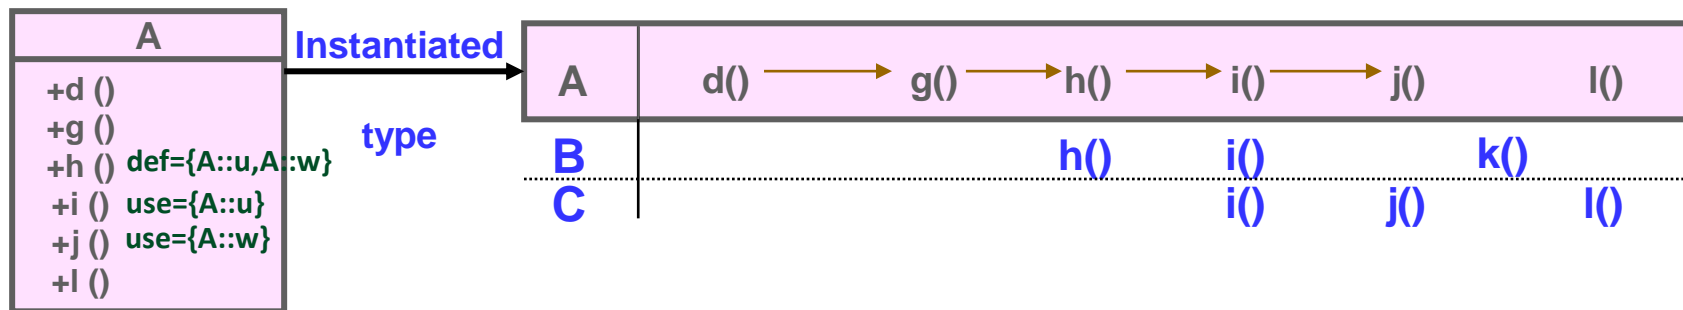 A
+d ()
+g ()
+h () def={A::u,A::w}
+i () use={A::u}
+j () use={A::w}
+l ()
Instantiated
type
A d() g() h() i() j() l()
B h() i() k()
C i() j() l()